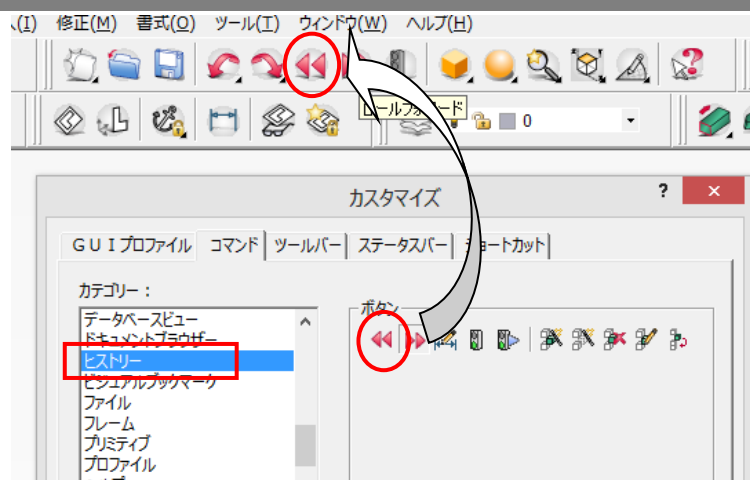 (I) 修正(M) 書式(O) ツール(T) ウィンドウ(W) ヘルプ(H)
ロールフォワード
0
カスタマイズ ? ×
GUIプロファイル コマンド ツールバー ステータスバー ショートカット
カテゴリー:
ボタン
データベースビュー
ドキュメントブラウザー
ヒストリー
ビジュアルブックマーク
ファイル
フレーム
プリミティブ
プロファイル